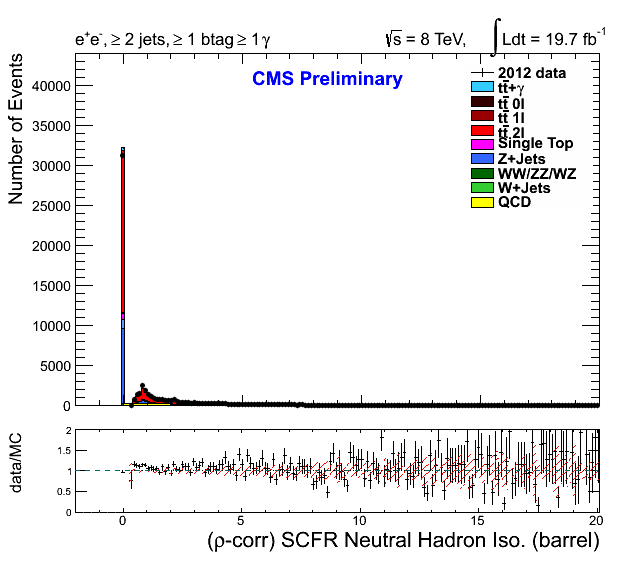 e⁺e⁻, ≥ 2 jets, ≥ 1 btag ≥ 1 γ
√s = 8 TeV, ∫ Ldt = 19.7 fb⁻¹
CMS Preliminary
2012 data
tt̄+γ
tt̄ 0l
tt̄ 1l
tt̄ 2l
Single Top
Z+Jets
WW/ZZ/WZ
W+Jets
QCD
Number of Events
40000
35000
30000
25000
20000
15000
10000
5000
0
data/MC
2
1.5
1
0.5
0
0 5 10 15 20
(ρ-corr) SCFR Neutral Hadron Iso. (barrel)